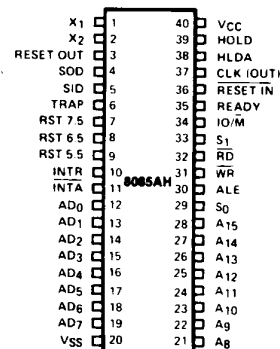 X1 1 40 VCC
X2 2 39 HOLD
RESET OUT 3 38 HLDA
SOD 4 37 CLK (OUT)
SID 5 36 RESET IN
TRAP 6 35 READY
RST 7.5 7 34 IO/M
RST 6.5 8 33 S1
RST 5.5 9 32 RD
INTR 10 31 WR
INTA 11 30 ALE
8085AH
AD0 12 29 S0
AD1 13 28 A15
AD2 14 27 A14
AD3 15 26 A13
AD4 16 25 A12
AD5 17 24 A11
AD6 18 23 A10
AD7 19 22 A9
VSS 20 21 A8